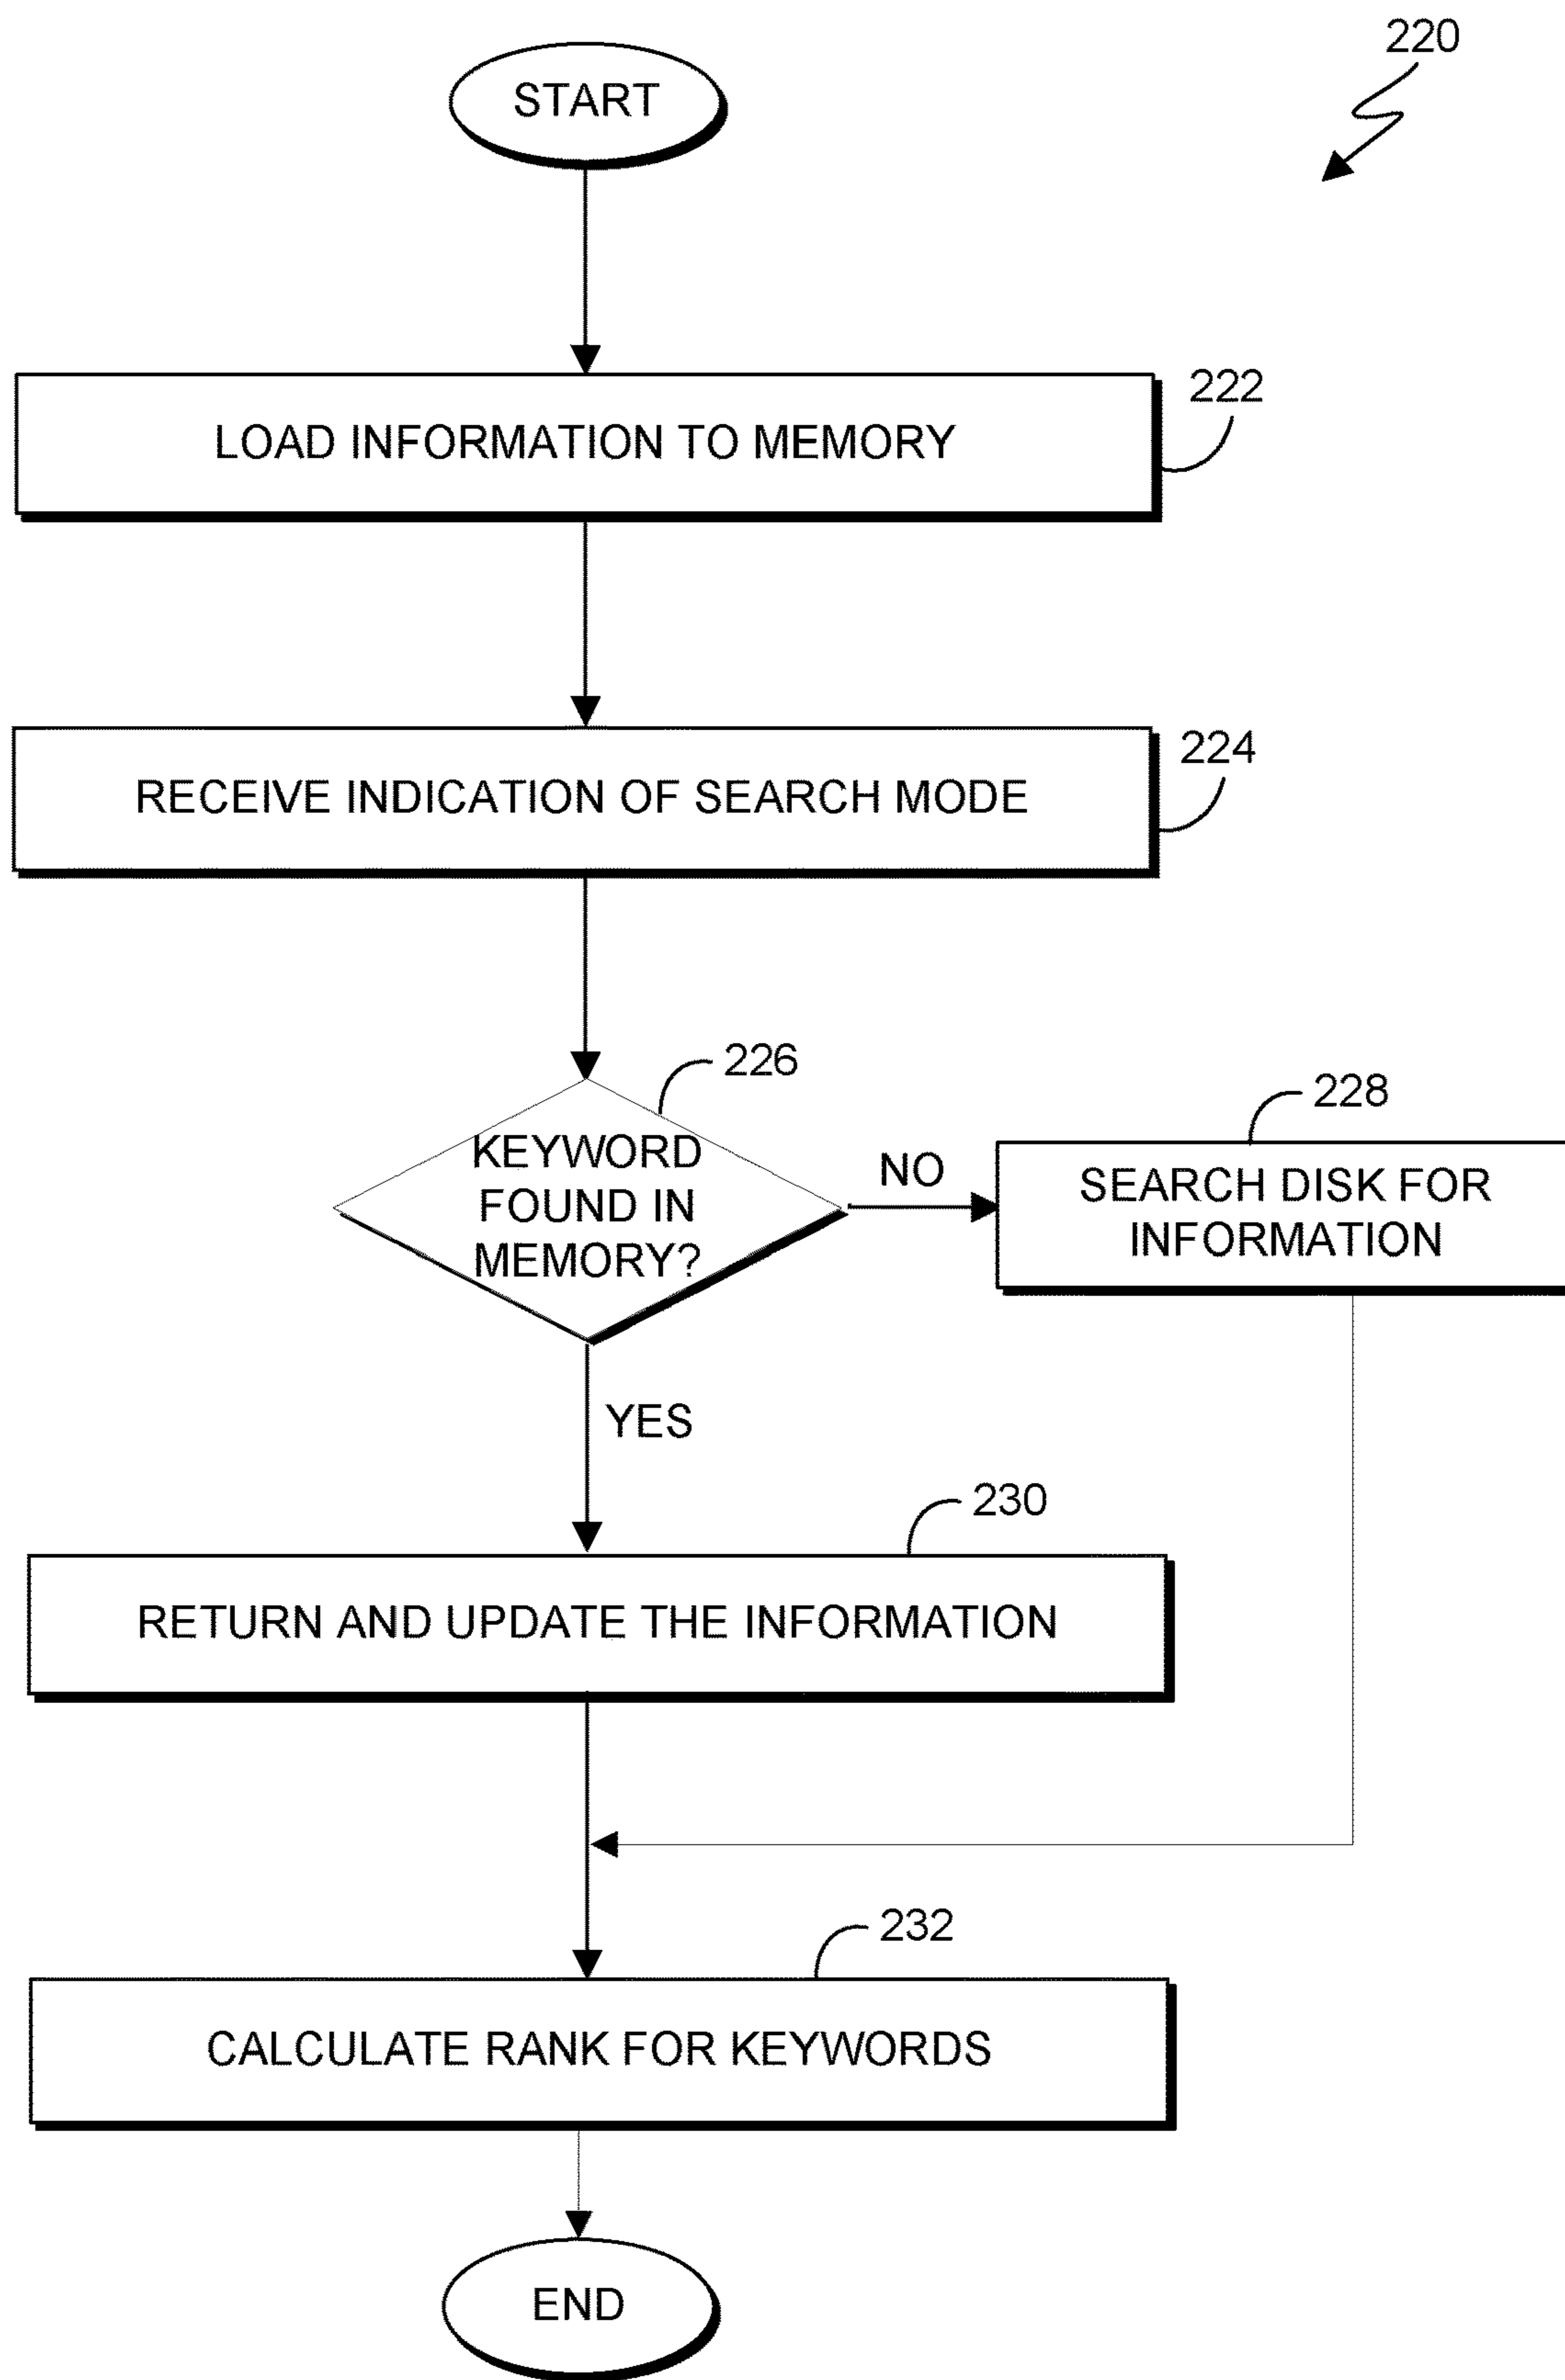 220
START
222
LOAD INFORMATION TO MEMORY
224
RECEIVE INDICATION OF SEARCH MODE
226
KEYWORD
FOUND IN
MEMORY?
NO
228
SEARCH DISK FOR
INFORMATION
YES
230
RETURN AND UPDATE THE INFORMATION
232
CALCULATE RANK FOR KEYWORDS
END